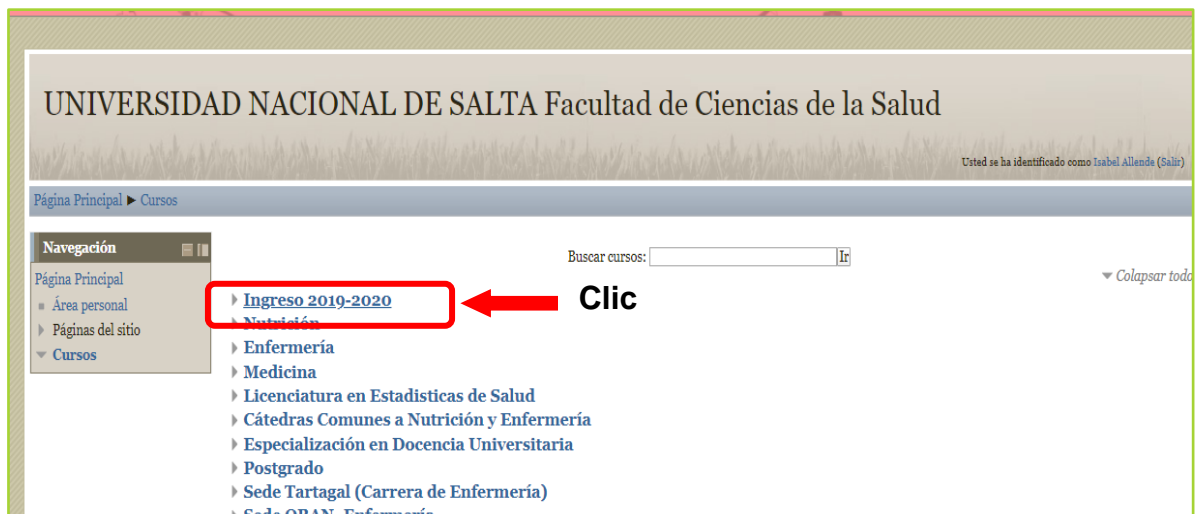 UNIVERSIDAD NACIONAL DE SALTA Facultad de Ciencias de la Salud
Usted se ha identificado como Isabel Allende (Salir)
Página Principal ► Cursos
Navegación
Página Principal
Área personal
Páginas del sitio
Cursos
Buscar cursos:
Ir
Colapsar todo
Ingreso 2019-2020
Clic
Nutrición
Enfermería
Medicina
Licenciatura en Estadisticas de Salud
Cátedras Comunes a Nutrición y Enfermería
Especialización en Docencia Universitaria
Postgrado
Sede Tartagal (Carrera de Enfermería)
Sede ORAN- Enfermería